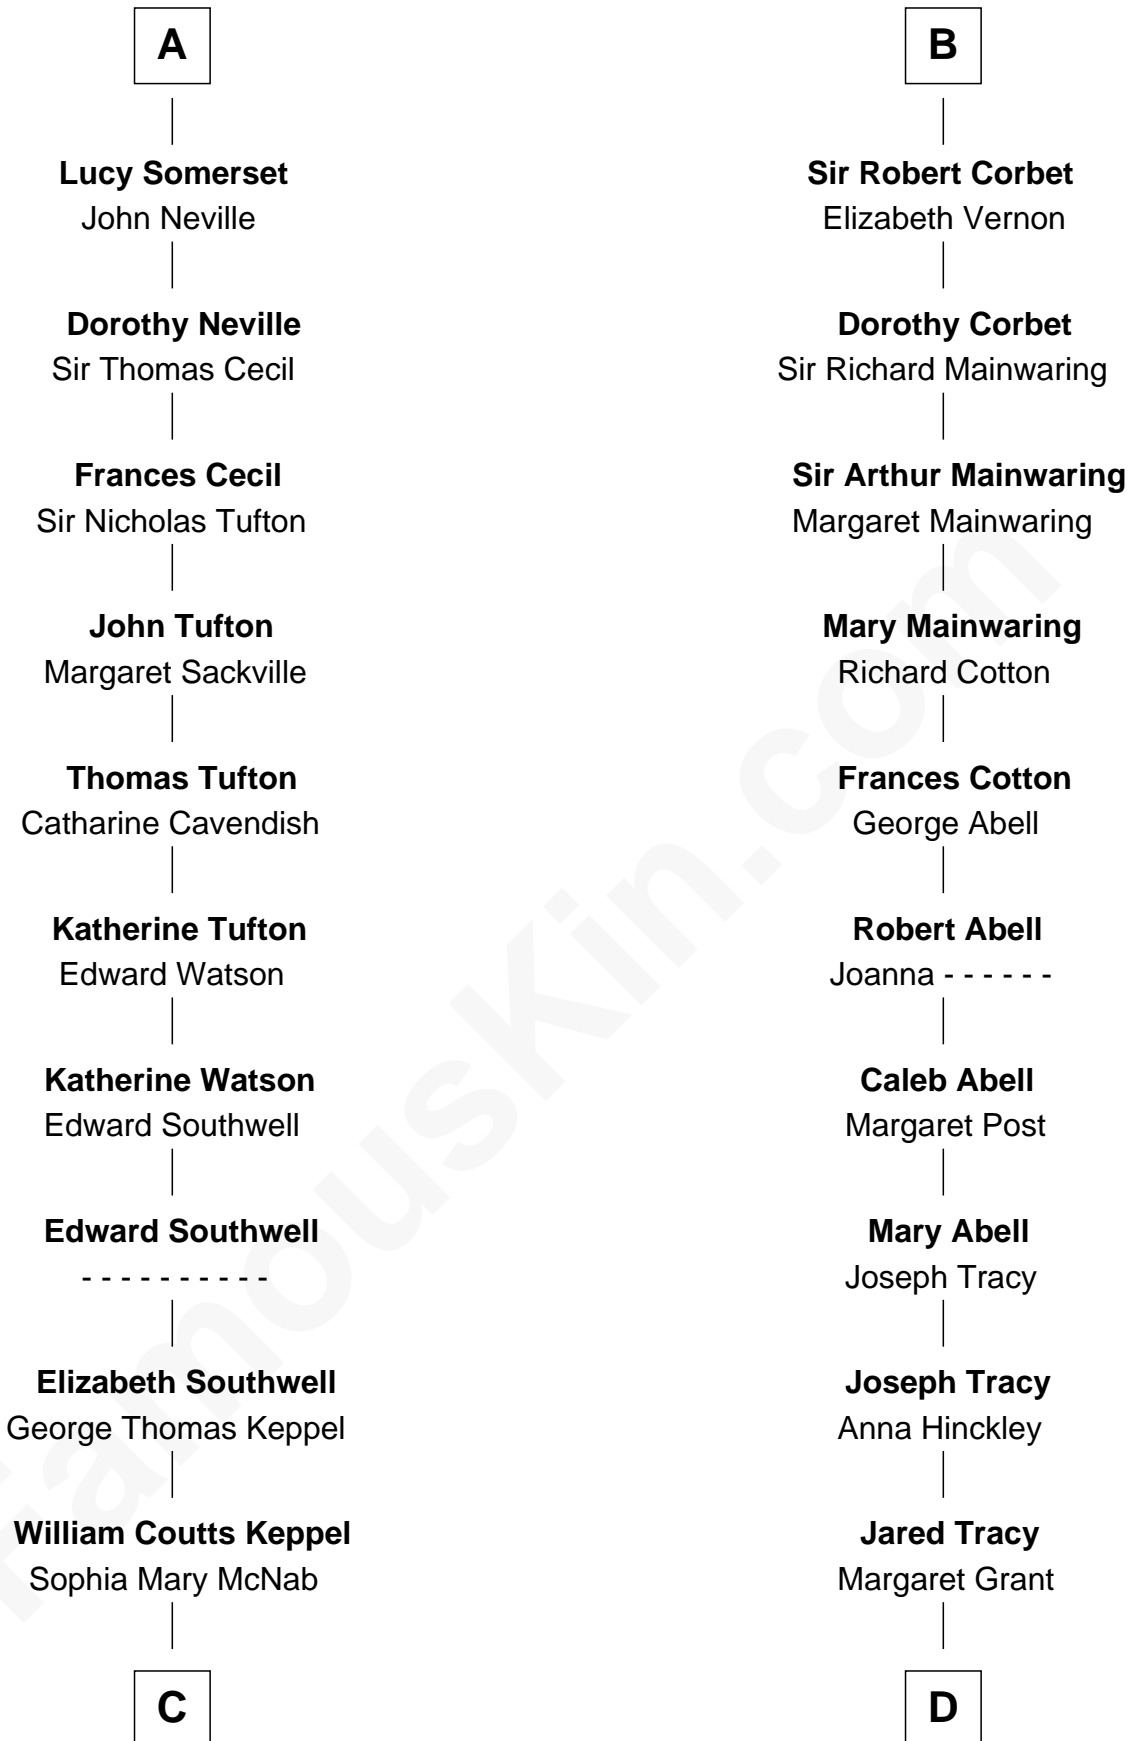 A
Lucy Somerset
John Neville
Dorothy Neville
Sir Thomas Cecil
Frances Cecil
Sir Nicholas Tufton
John Tufton
Margaret Sackville
Thomas Tufton
Catharine Cavendish
Katherine Tufton
Edward Watson
Katherine Watson
Edward Southwell
Edward Southwell
- - - - - - - - - -
Elizabeth Southwell
George Thomas Keppel
William Coutts Keppel
Sophia Mary McNab
C
B
Sir Robert Corbet
Elizabeth Vernon
Dorothy Corbet
Sir Richard Mainwaring
Sir Arthur Mainwaring
Margaret Mainwaring
Mary Mainwaring
Richard Cotton
Frances Cotton
George Abell
Robert Abell
Joanna - - - - - -
Caleb Abell
Margaret Post
Mary Abell
Joseph Tracy
Joseph Tracy
Anna Hinckley
Jared Tracy
Margaret Grant
D
FamousKin.com